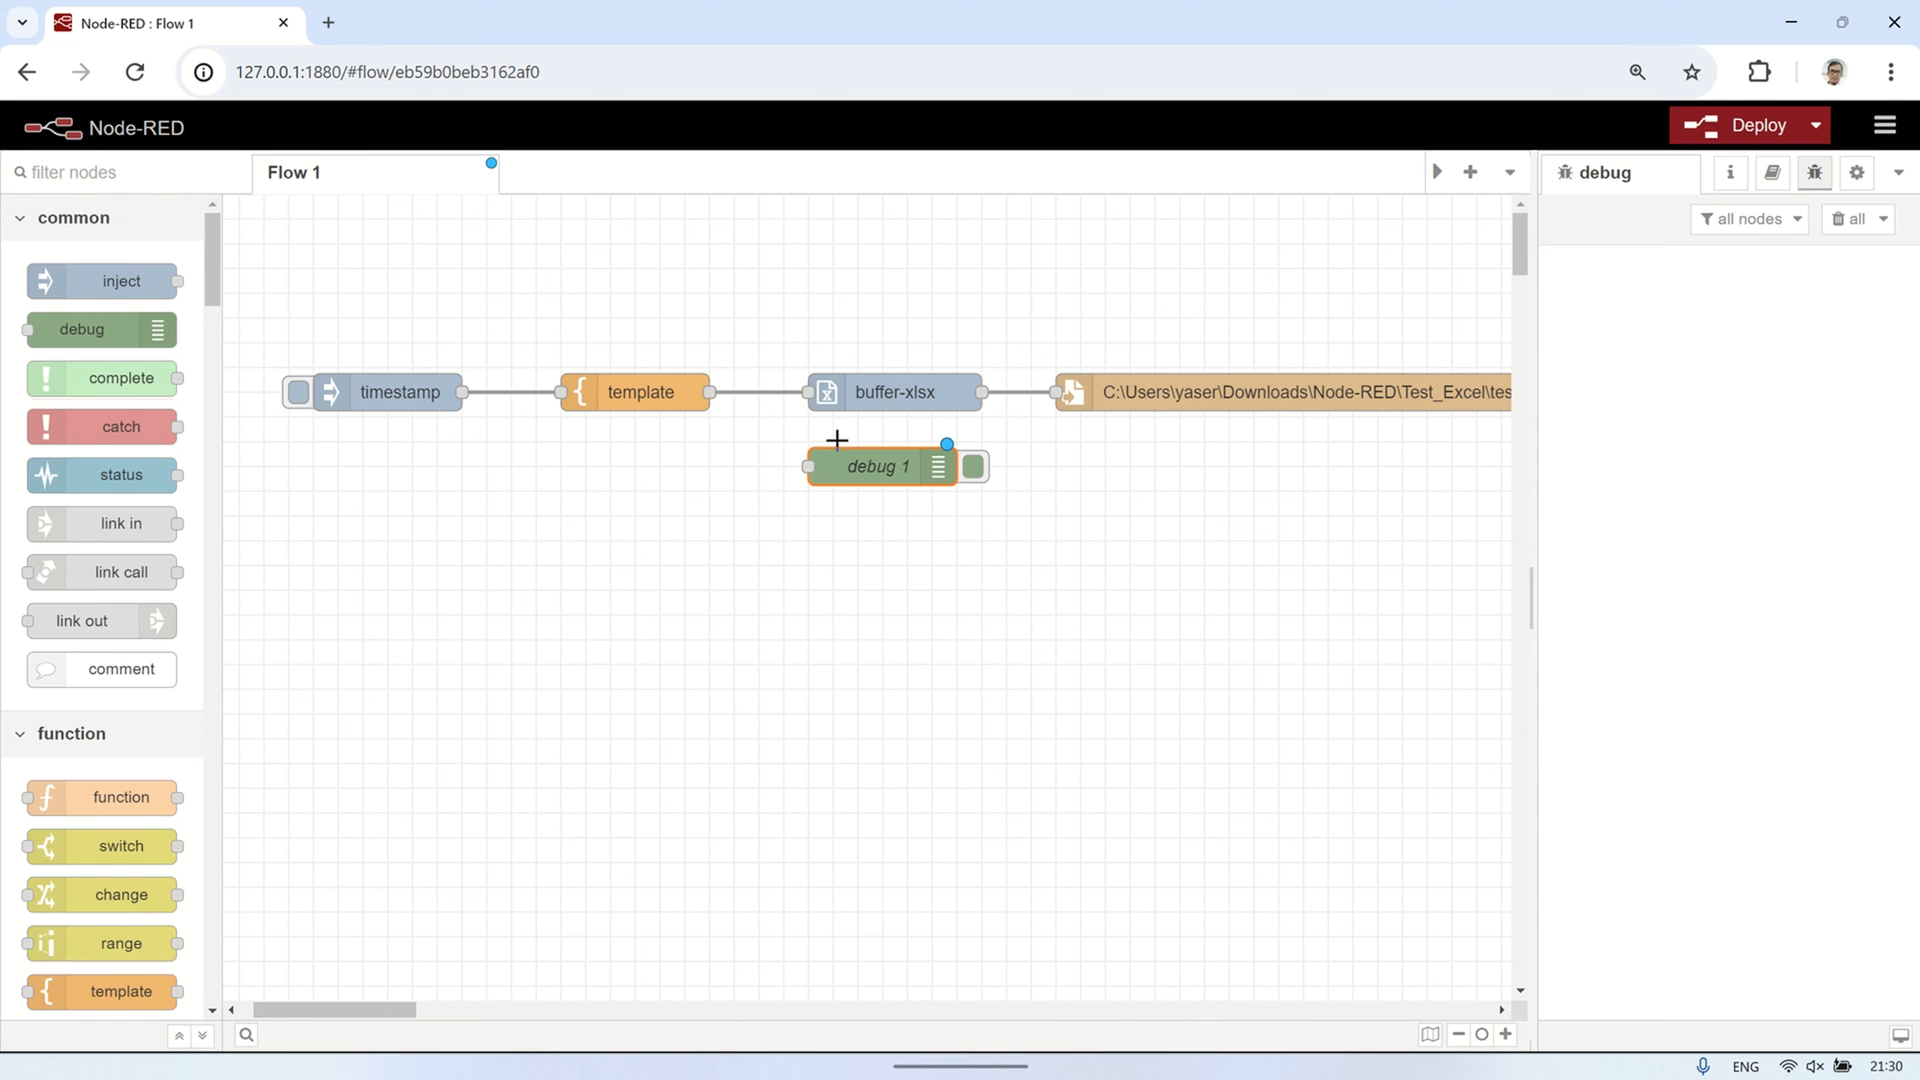 Node-RED : Flow 1
127.0.0.1:1880/#flow/eb59b0beb3162af0
Node-RED
Deploy
filter nodes
Flow 1
debug
all nodes
all
common
inject
debug
complete
catch
status
link in
link call
link out
comment
function
function
switch
change
range
template
timestamp
template
buffer-xlsx
C:\Users\yaser\Downloads\Node-RED\Test_Excel\tes
debug 1
ENG
21:30